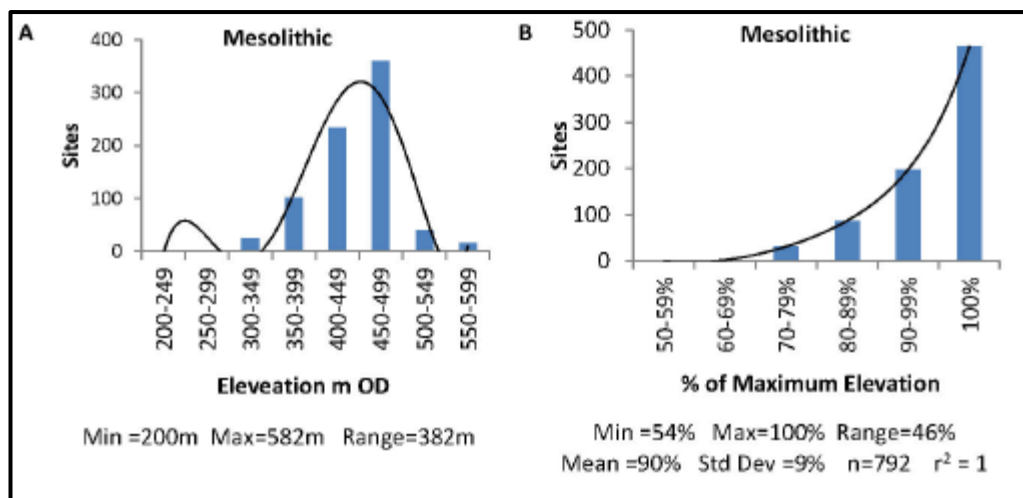 A
Mesolithic
400
300
200
100
0
Sites
200-249
250-299
300-349
350-399
400-449
450-499
500-549
550-599
Eleveation m OD
Min =200m Max=582m Range=382m
B
Mesolithic
500
400
300
200
100
0
Sites
50-59%
60-69%
70-79%
80-89%
90-99%
100%
% of Maximum Elevation
Min =54% Max=100% Range=46%
Mean =90% Std Dev =9% n=792 r² = 1